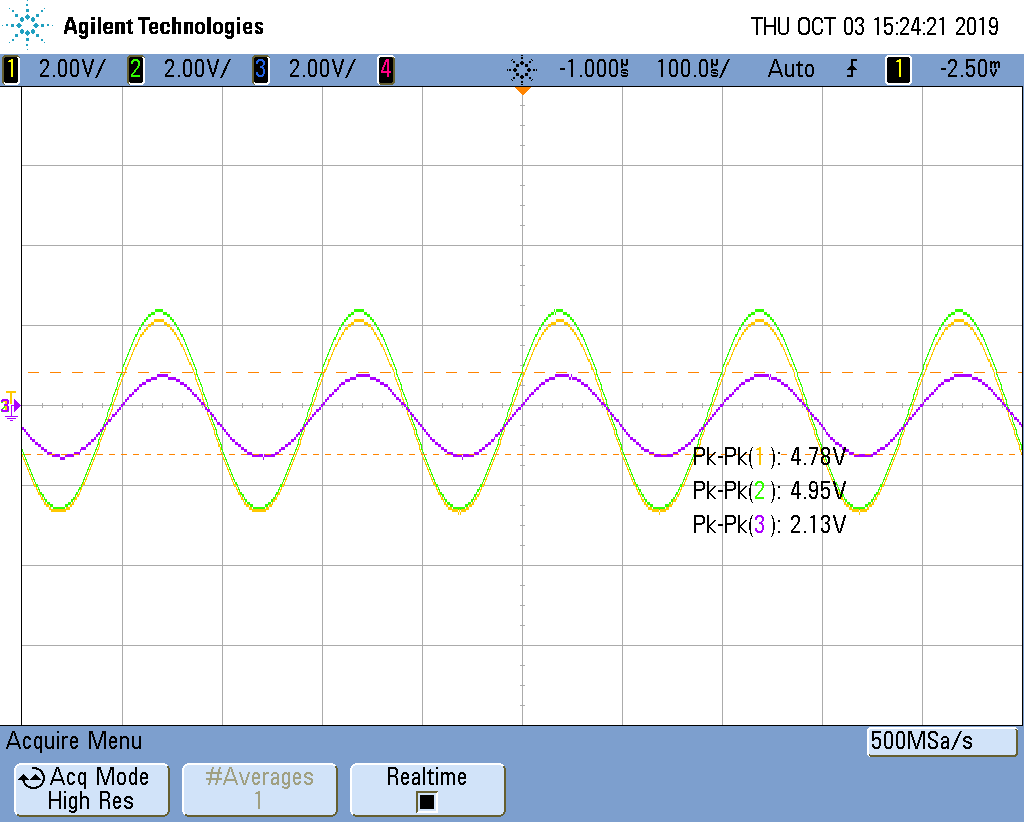 Agilent Technologies
THU OCT 03 15:24:21 2019
1 2.00V/ 2 2.00V/ 3 2.00V/ 4 -1.000µs 100.0µs/ Auto 1 -2.50mV
3
Pk-Pk(1): 4.78V
Pk-Pk(2): 4.95V
Pk-Pk(3): 2.13V
Acquire Menu
500MSa/s
Acq Mode
High Res
#Averages
1
Realtime